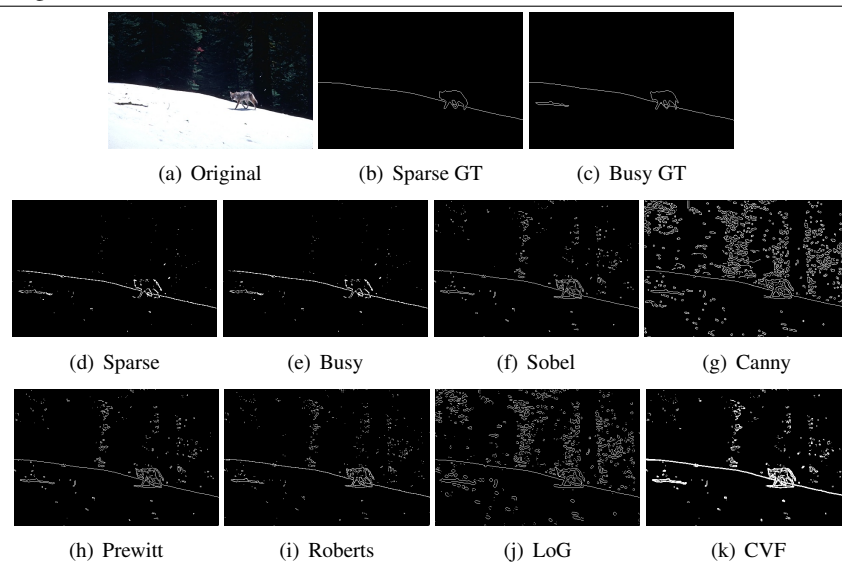 (a) Original (b) Sparse GT (c) Busy GT
(d) Sparse (e) Busy (f) Sobel (g) Canny
(h) Prewitt (i) Roberts (j) LoG (k) CVF